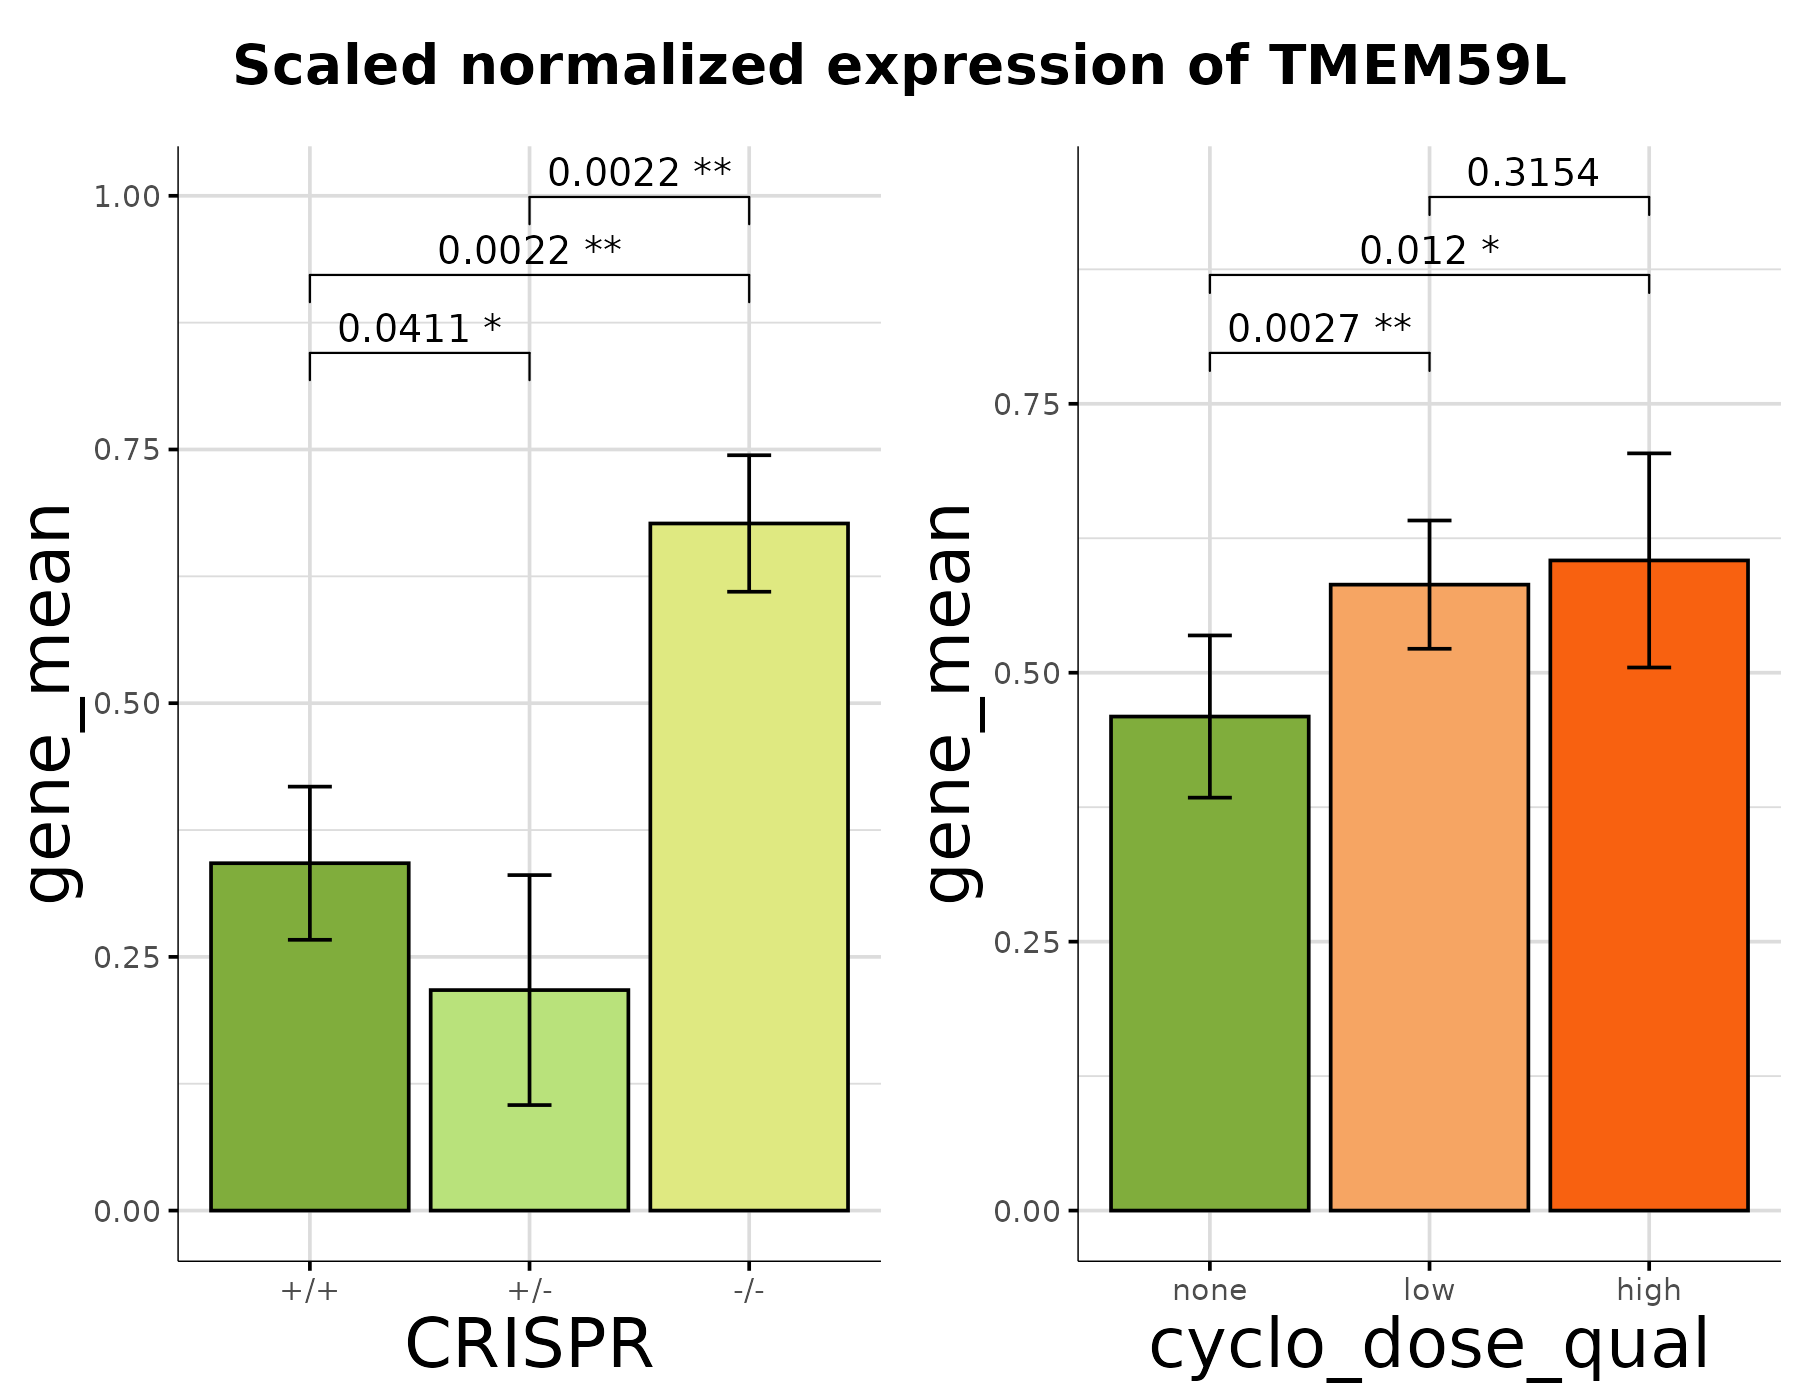 Scaled normalized expression of TMEM59L
gene_mean
1.00
0.75
0.50
0.25
0.00
0.0022 **
0.0022 **
0.0411 *
+/+ +/- -/-
CRISPR
gene_mean
0.75
0.50
0.25
0.00
0.3154
0.012 *
0.0027 **
none low high
cyclo_dose_qual